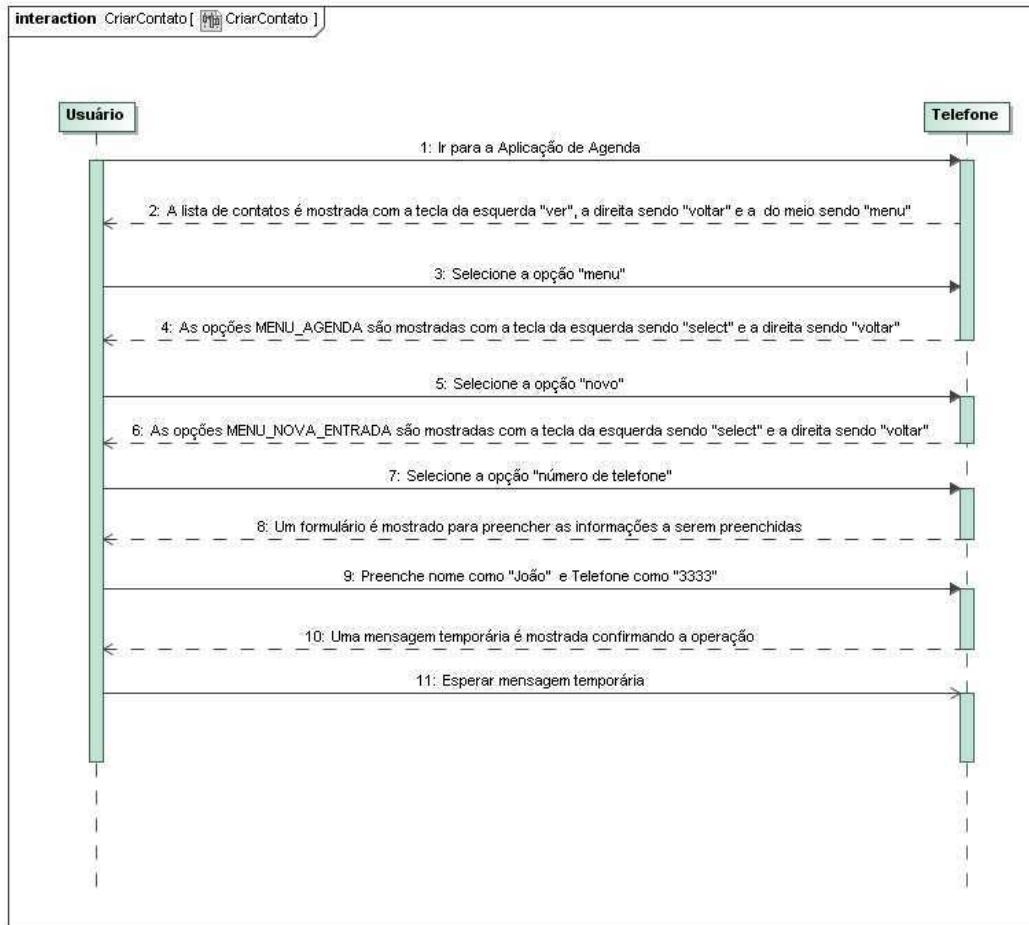 interaction CriarContato [ CriarContato ]
Usuário
Telefone
1: Ir para a Aplicação de Agenda
2: A lista de contatos é mostrada com a tecla da esquerda "ver", a direita sendo "voltar" e a do meio sendo "menu"
3: Selecione a opção "menu"
4: As opções MENU_AGENDA são mostradas com a tecla da esquerda sendo "select" e a direita sendo "voltar"
5: Selecione a opção "novo"
6: As opções MENU_NOVA_ENTRADA são mostradas com a tecla da esquerda sendo "select" e a direita sendo "voltar"
7: Selecione a opção "número de telefone"
8: Um formulário é mostrado para preencher as informações a serem preenchidas
9: Preenche nome como "João" e Telefone como "3333"
10: Uma mensagem temporária é mostrada confirmando a operação
11: Esperar mensagem temporária